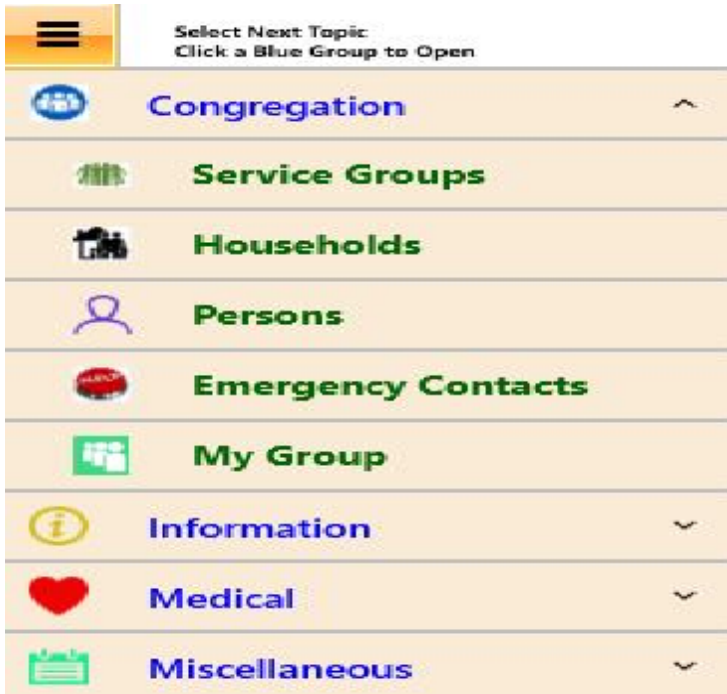 Select Next Topic
Click a Blue Group to Open
Congregation
Service Groups
Households
Persons
Emergency Contacts
My Group
Information
Medical
Miscellaneous